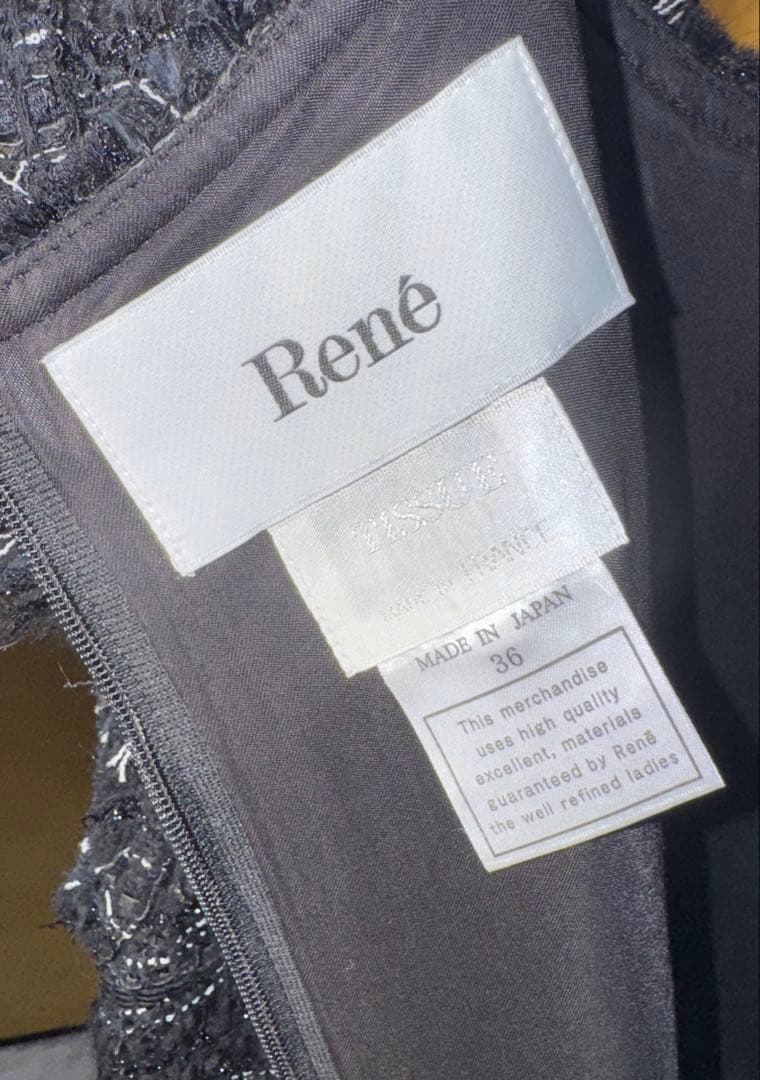 René
TISSUE
MADE IN FRANCE
MADE IN JAPAN
36
This merchandise
uses high quality
excellent, materials
guaranteed by René
the well refined ladies